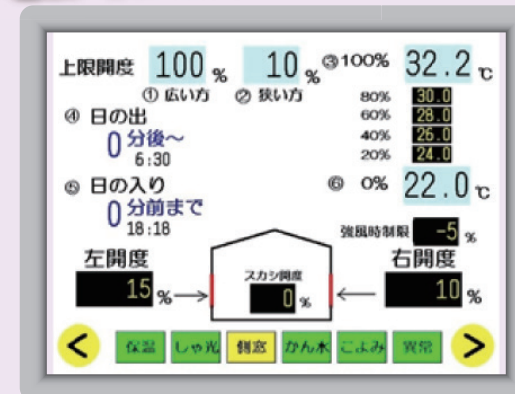 上限開度 100 % 10 % ③100% 32.2 ℃
① 広い方 ② 狭い方
80% 30.0
60% 28.0
40% 26.0
20% 24.0
④ 日の出
0 分後～
6:30
⑤ 日の入り
0 分前まで
18:18
⑥ 0% 22.0 ℃
強風時制限 -5 %
左開度
15 %
スカシ開度
0 %
右開度
10 %
< 保温 しゃ光 側窓 かん水 こよみ 異常 >